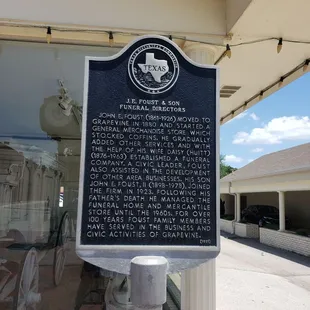 TEXAS
J.E. FOUST & SON
FUNERAL DIRECTORS
JOHN E. FOUST (1861-1926) MOVED TO
GRAPEVINE IN 1880 AND STARTED A
GENERAL MERCHANDISE STORE WHICH
STOCKED COFFINS. HE GRADUALLY
ADDED OTHER SERVICES AND WITH
THE HELP OF HIS WIFE DAISY (HUITT)
(1876-1963) ESTABLISHED A FUNERAL
COMPANY. A CIVIC LEADER, FOUST
ALSO ASSISTED IN THE DEVELOPMENT
OF OTHER AREA BUSINESSES. HIS SON
JOHN E. FOUST, II (1898-1978), JOINED
THE FIRM IN 1923. FOLLOWING HIS
FATHER'S DEATH HE MANAGED THE
FUNERAL HOME AND MERCANTILE
STORE UNTIL THE 1960S. FOR OVER
100 YEARS FOUST FAMILY MEMBERS
HAVE SERVED IN THE BUSINESS AND
CIVIC ACTIVITIES OF GRAPEVINE.